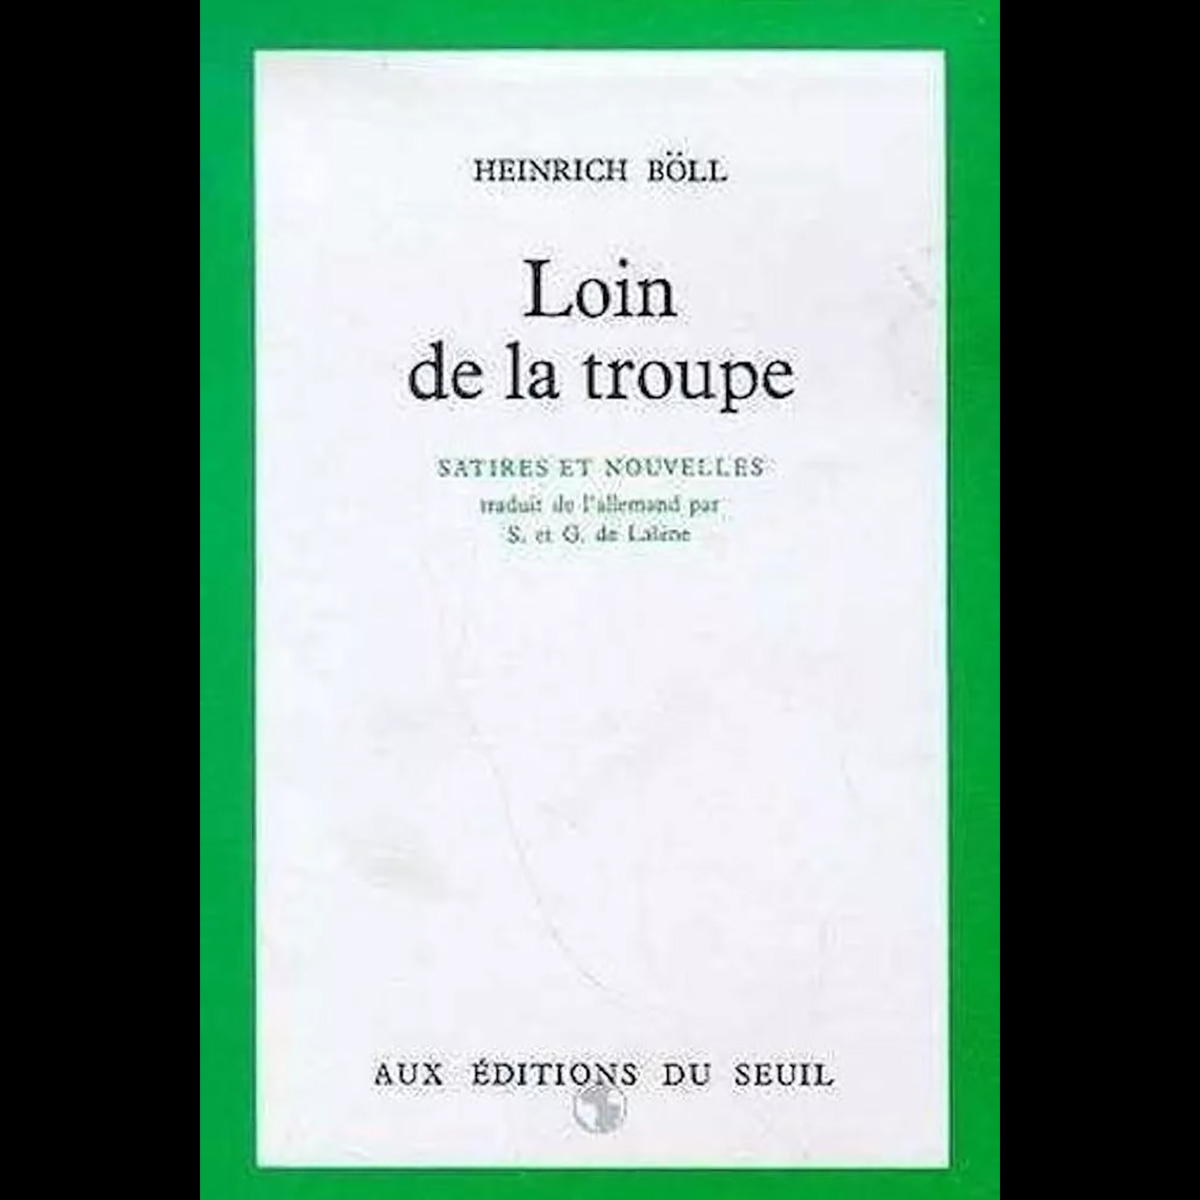 HEINRICH BÖLL
Loin
de la troupe
SATIRES ET NOUVELLES
traduit de l'allemand par
S. et G. de Lalène
AUX ÉDITIONS DU SEUIL